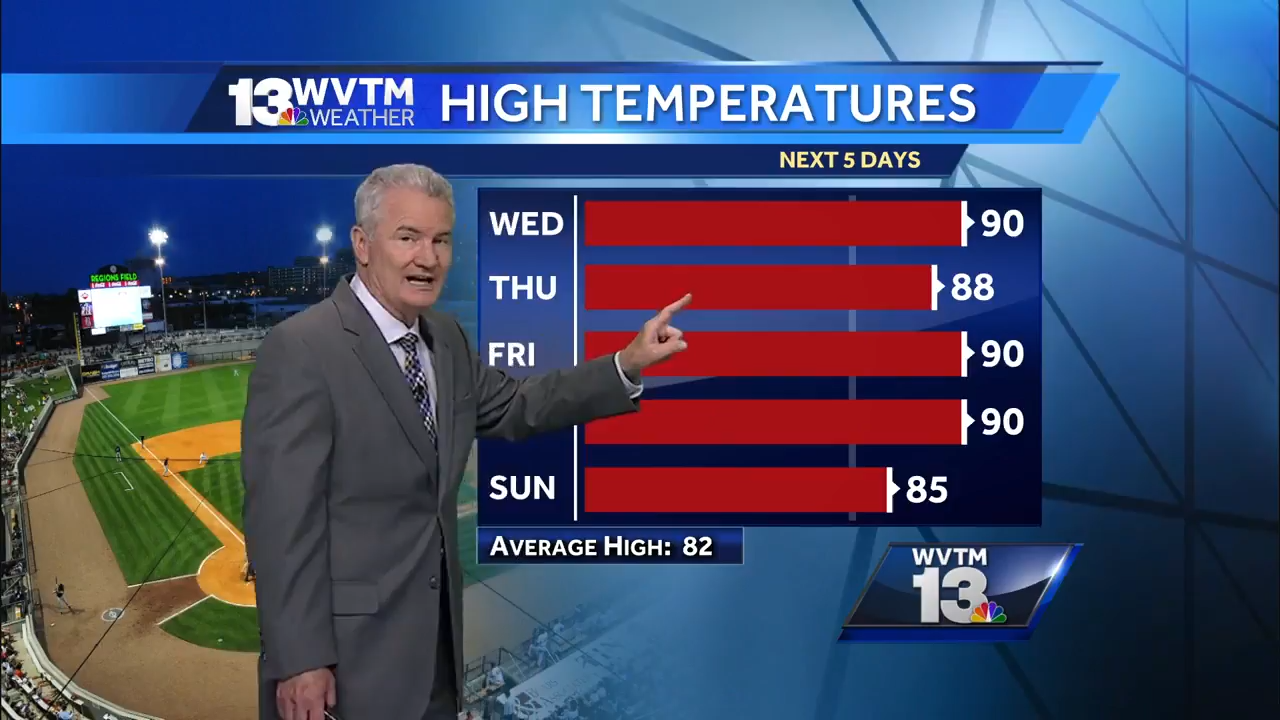 13 WVTM
WEATHER
HIGH TEMPERATURES
NEXT 5 DAYS
WED 90
THU 88
FRI 90
90
SUN 85
AVERAGE HIGH: 82
REGIONS FIELD
WVTM
13